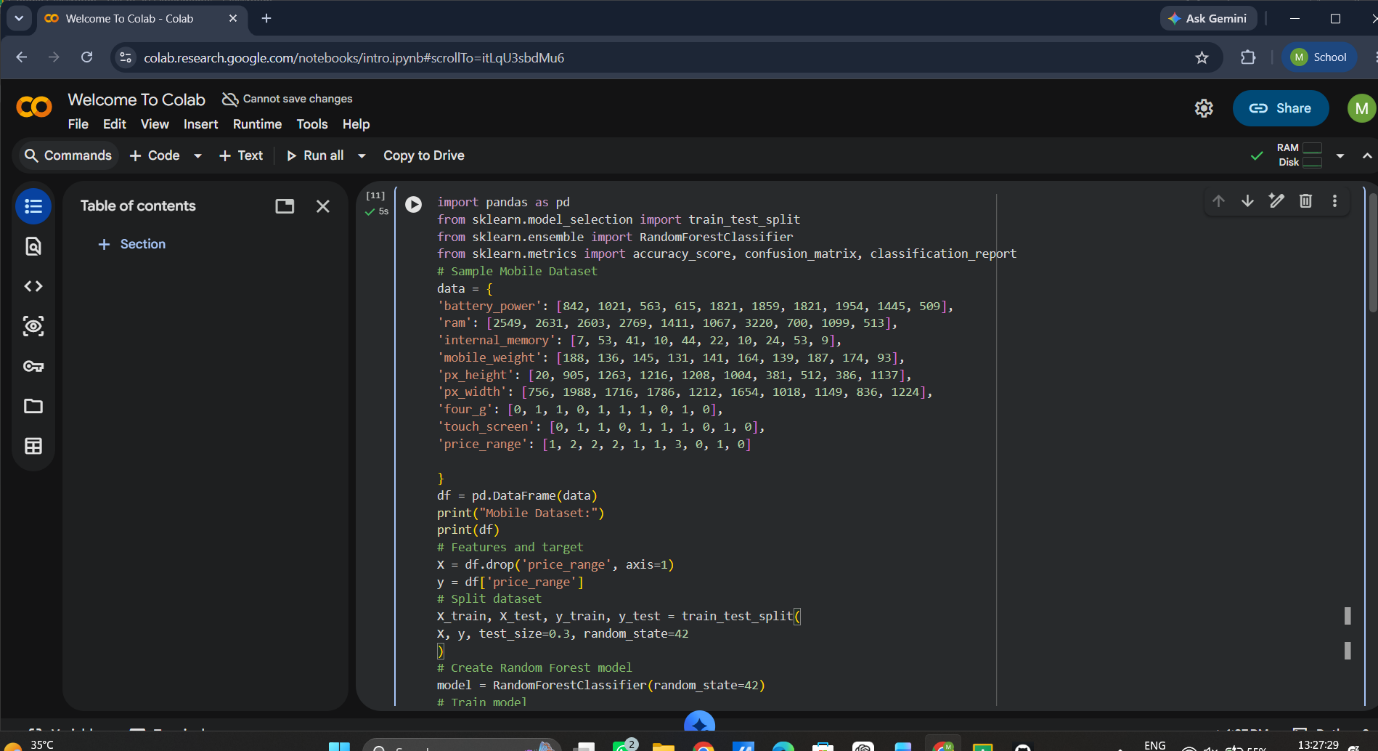 Welcome To Colab - Colab
Ask Gemini
colab.research.google.com/notebooks/intro.ipynb#scrollTo=itLqU3sbdMu6
M School
Welcome To Colab Cannot save changes
File Edit View Insert Runtime Tools Help
Share
M
Commands + Code + Text Run all Copy to Drive
RAM
Disk
Table of contents
+ Section
[11]
5s
import pandas as pd
from sklearn.model_selection import train_test_split
from sklearn.ensemble import RandomForestClassifier
from sklearn.metrics import accuracy_score, confusion_matrix, classification_report
# Sample Mobile Dataset
data = {
'battery_power': [842, 1021, 563, 615, 1821, 1859, 1821, 1954, 1445, 509],
'ram': [2549, 2631, 2603, 2769, 1411, 1067, 3220, 700, 1099, 513],
'internal_memory': [7, 53, 41, 10, 44, 22, 10, 24, 53, 9],
'mobile_weight': [188, 136, 145, 131, 141, 164, 139, 187, 174, 93],
'px_height': [20, 905, 1263, 1216, 1208, 1004, 381, 512, 386, 1137],
'px_width': [756, 1988, 1716, 1786, 1212, 1654, 1018, 1149, 836, 1224],
'four_g': [0, 1, 1, 0, 1, 1, 1, 0, 1, 0],
'touch_screen': [0, 1, 1, 0, 1, 1, 1, 0, 1, 0],
'price_range': [1, 2, 2, 2, 1, 1, 3, 0, 1, 0]
}
df = pd.DataFrame(data)
print("Mobile Dataset:")
print(df)
# Features and target
X = df.drop('price_range', axis=1)
y = df['price_range']
# Split dataset
X_train, X_test, y_train, y_test = train_test_split(
X, y, test_size=0.3, random_state=42
)
# Create Random Forest model
model = RandomForestClassifier(random_state=42)
# Train model
35°C
2
ENG
13:27:29